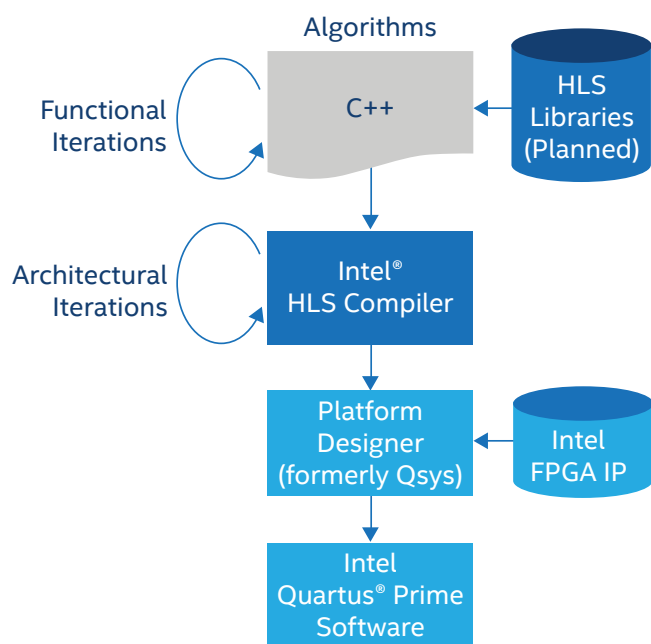 Algorithms
C++
HLS
Libraries
(Planned)
Functional
Iterations
Intel®
HLS Compiler
Architectural
Iterations
Platform
Designer
(formerly Qsys)
Intel
FPGA IP
Intel
Quartus® Prime
Software